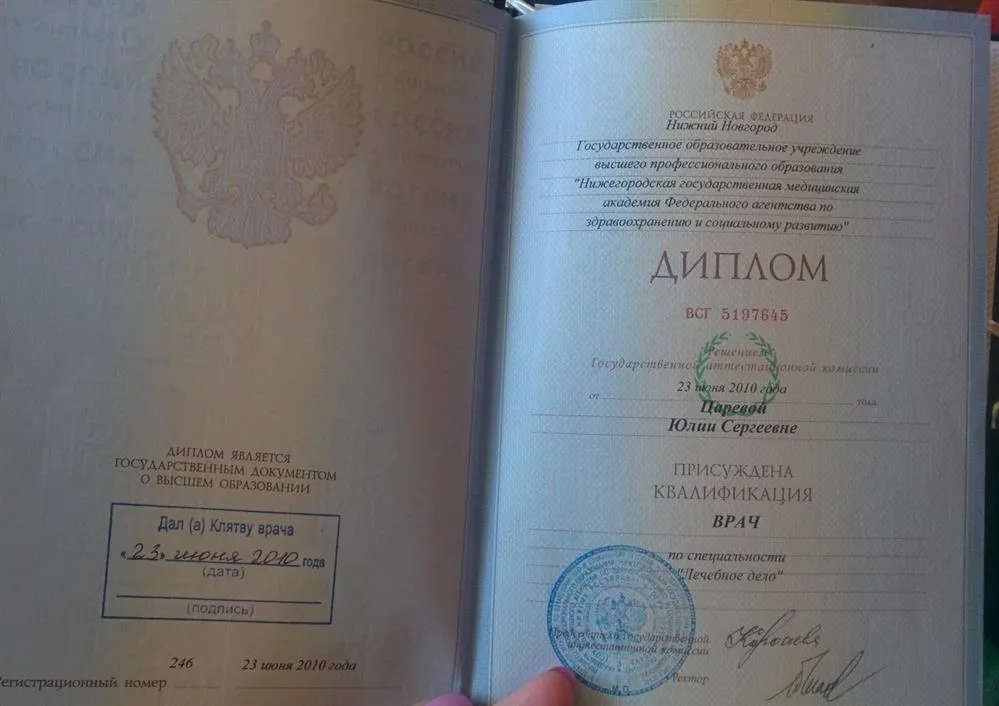 ДИПЛОМ ЯВЛЯЕТСЯ
ГОСУДАРСТВЕННЫМ ДОКУМЕНТОМ
О ВЫСШЕМ ОБРАЗОВАНИИ
Дал (а) Клятву врача
«23» июня 2010 года
(дата)
(подпись)
246 23 июня 2010 года
Регистрационный номер
РОССИЙСКАЯ ФЕДЕРАЦИЯ
Нижний Новгород
Государственное образовательное учреждение
высшего профессионального образования
"Нижегородская государственная медицинская
академия Федерального агентства по
здравоохранению и социальному развитию"
ДИПЛОМ
ВСГ 5197645
Решением
Государственной аттестационной комиссии
23 июня 2010 года
от года
Царевой
Юлии Сергеевне
ПРИСУЖДЕНА
КВАЛИФИКАЦИЯ
ВРАЧ
по специальности
"Лечебное дело"
Председатель Государственной
аттестационной комиссии
Ректор
М.П.